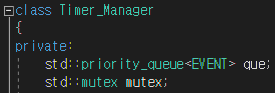 class Timer_Manager
{
private:
std::priority_queue<EVENT> que;
std::mutex mutex;